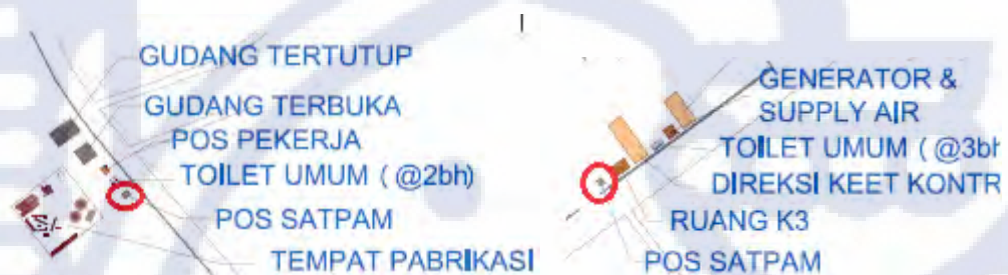 GUDANG TERTUTUP
GUDANG TERBUKA
POS PEKERJA
TOILET UMUM ( @2bh)
POS SATPAM
TEMPAT PABRIKASI
GENERATOR &
SUPPLY AIR
TOILET UMUM ( @3bh
DIREKSI KEET KONTR
RUANG K3
POS SATPAM